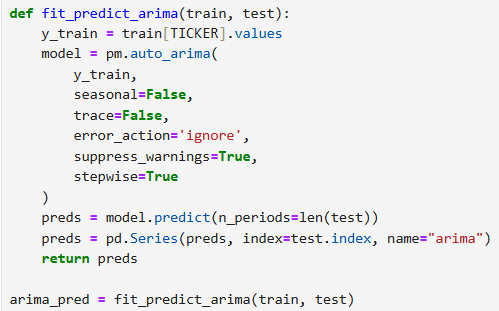 def fit_predict_arima(train, test):
    y_train = train[TICKER].values
    model = pm.auto_arima(
        y_train,
        seasonal=False,
        trace=False,
        error_action='ignore',
        suppress_warnings=True,
        stepwise=True
    )
    preds = model.predict(n_periods=len(test))
    preds = pd.Series(preds, index=test.index, name="arima")
    return preds

arima_pred = fit_predict_arima(train, test)